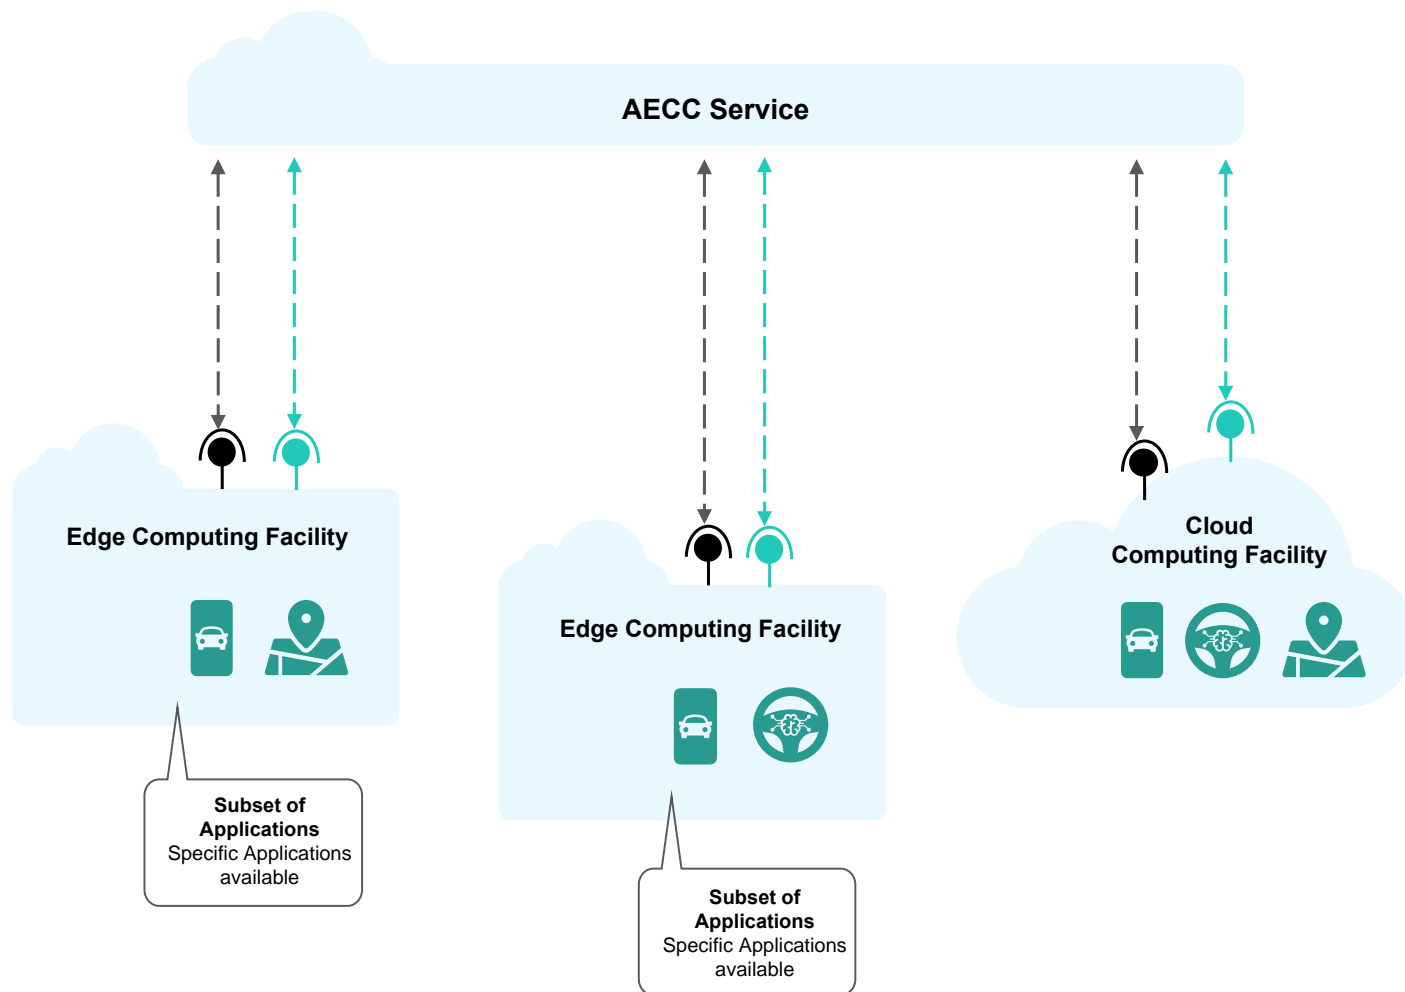 AECC Service
Edge Computing Facility
Edge Computing Facility
Cloud
Computing Facility
Subset of
Applications
Specific Applications
available
Subset of
Applications
Specific Applications
available